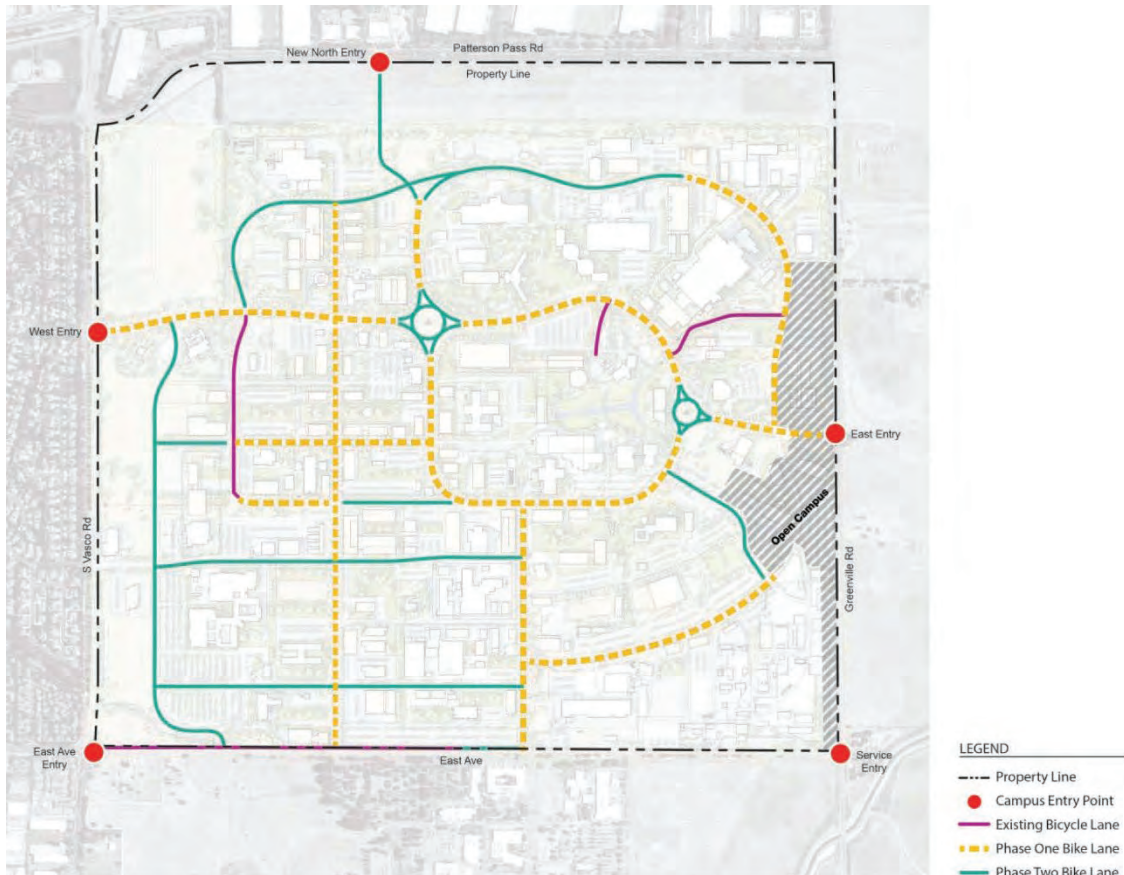 New North Entry
Patterson Pass Rd
Property Line
West Entry
East Entry
Open Campus
S Vasco Rd
Greenville Rd
East Ave
Entry
East Ave
Service
Entry
LEGEND
Property Line
Campus Entry Point
Existing Bicycle Lane
Phase One Bike Lane
Phase Two Bike Lane